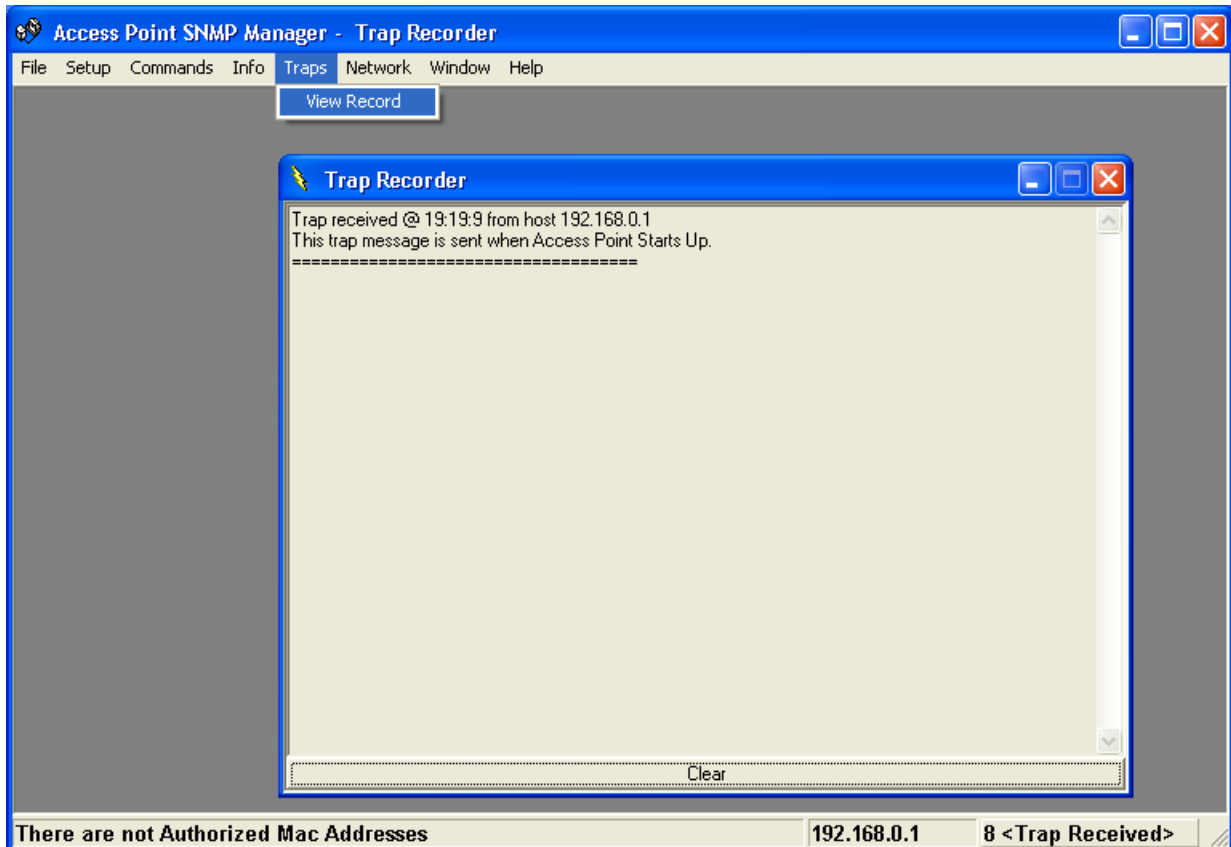 Access Point SNMP Manager - Trap Recorder
File Setup Commands Info Traps Network Window Help
View Record
Trap Recorder
Trap received @ 19:19:9 from host 192.168.0.1
This trap message is sent when Access Point Starts Up.
====================================
Clear
There are not Authorized Mac Addresses 192.168.0.1 8 <Trap Received>